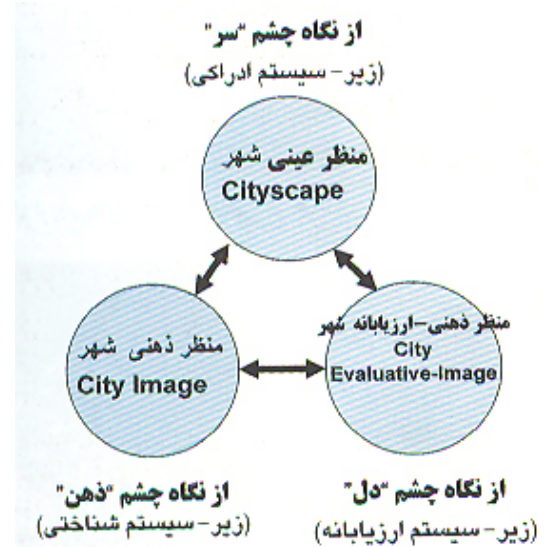 از نگاه چشم "سر"
(زیر- سیستم ادراکی)
منظر عینی شهر
Cityscape
منظر ذهنی-ارزیابانه شهر
City
Evaluative-Image
منظر ذهنی شهر
City Image
از نگاه چشم "دل"
(زیر- سیستم ارزیابانه)
از نگاه چشم "ذهن"
(زیر- سیستم شناختی)